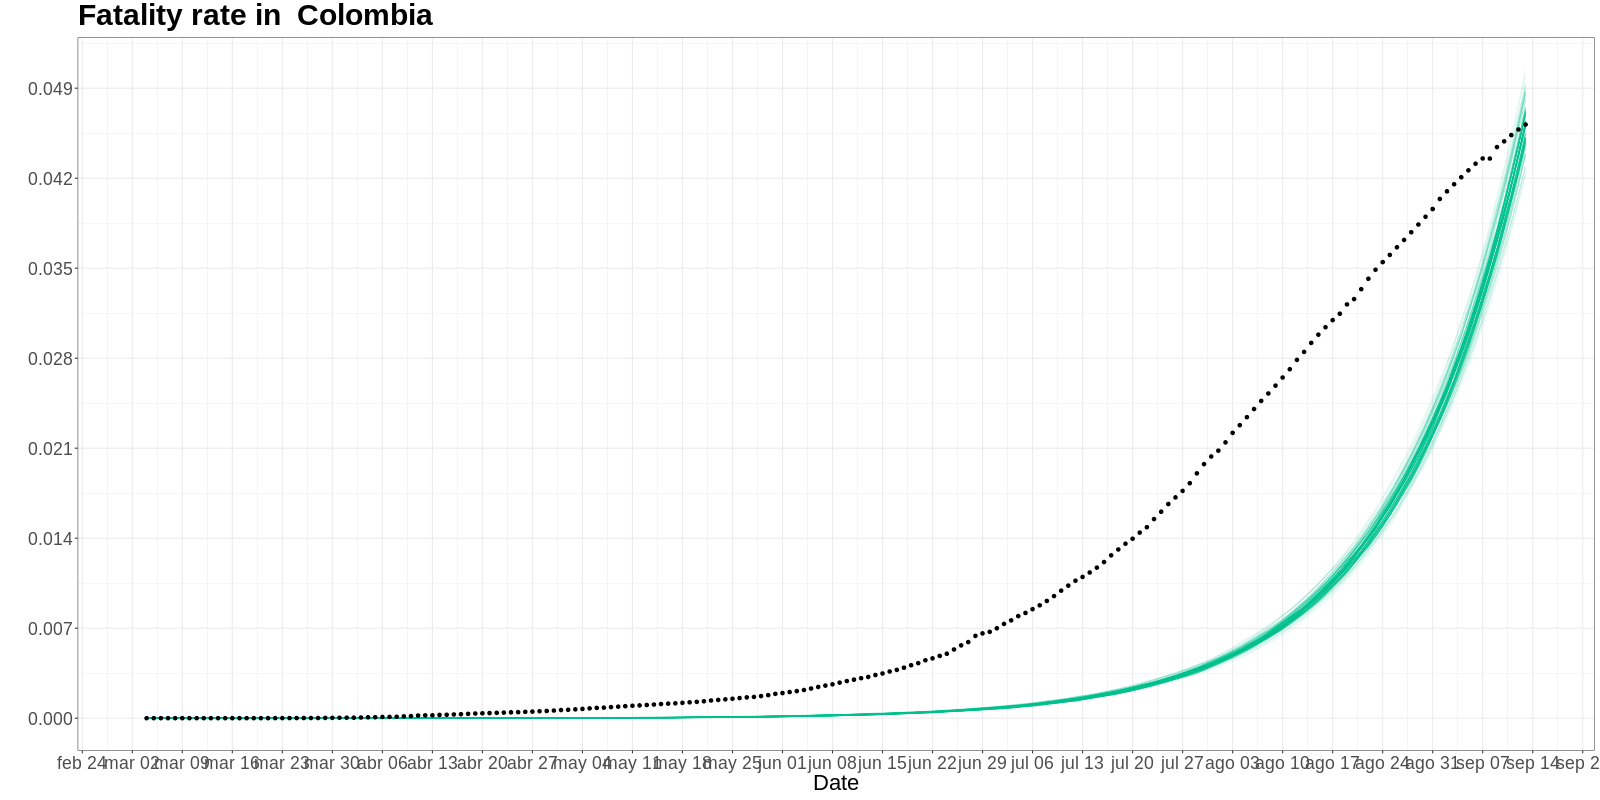 Fatality rate in  Colombia
0.049
0.042
0.035
0.028
0.021
0.014
0.007
0.000
feb 24 mar 02 mar 09 mar 16 mar 23 mar 30 abr 06 abr 13 abr 20 abr 27 may 04 may 11 may 18 may 25 jun 01 jun 08 jun 15 jun 22 jun 29 jul 06 jul 13 jul 20 jul 27 ago 03 ago 10 ago 17 ago 24 ago 31 sep 07 sep 14 sep 2
Date